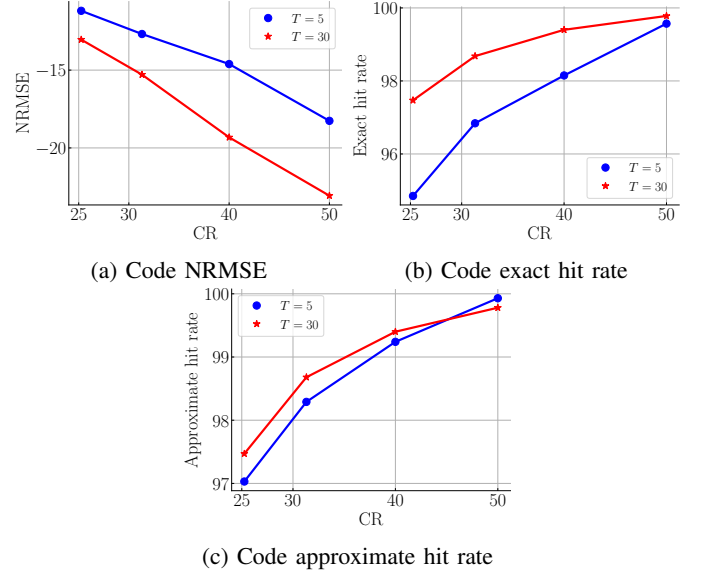 T = 5
T = 30
−15
−20
NRMSE
25
30
40
50
CR
(a) Code NRMSE
100
98
96
Exact hit rate
T = 5
T = 30
25
30
40
50
CR
(b) Code exact hit rate
100
99
98
97
Approximate hit rate
T = 5
T = 30
25
30
40
50
CR
(c) Code approximate hit rate